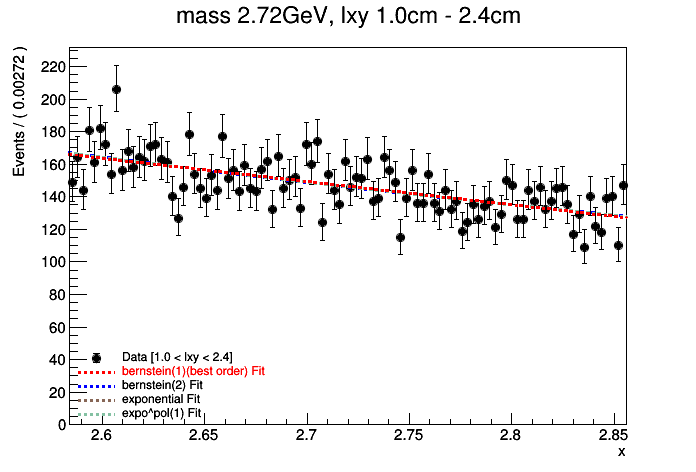 mass 2.72GeV, lxy 1.0cm - 2.4cm
Events / ( 0.00272 )
220
200
180
160
140
120
100
80
60
40
20
0
Data [1.0 < lxy < 2.4]
bernstein(1)(best order) Fit
bernstein(2) Fit
exponential Fit
expo^pol(1) Fit
2.6 2.65 2.7 2.75 2.8 2.85
x